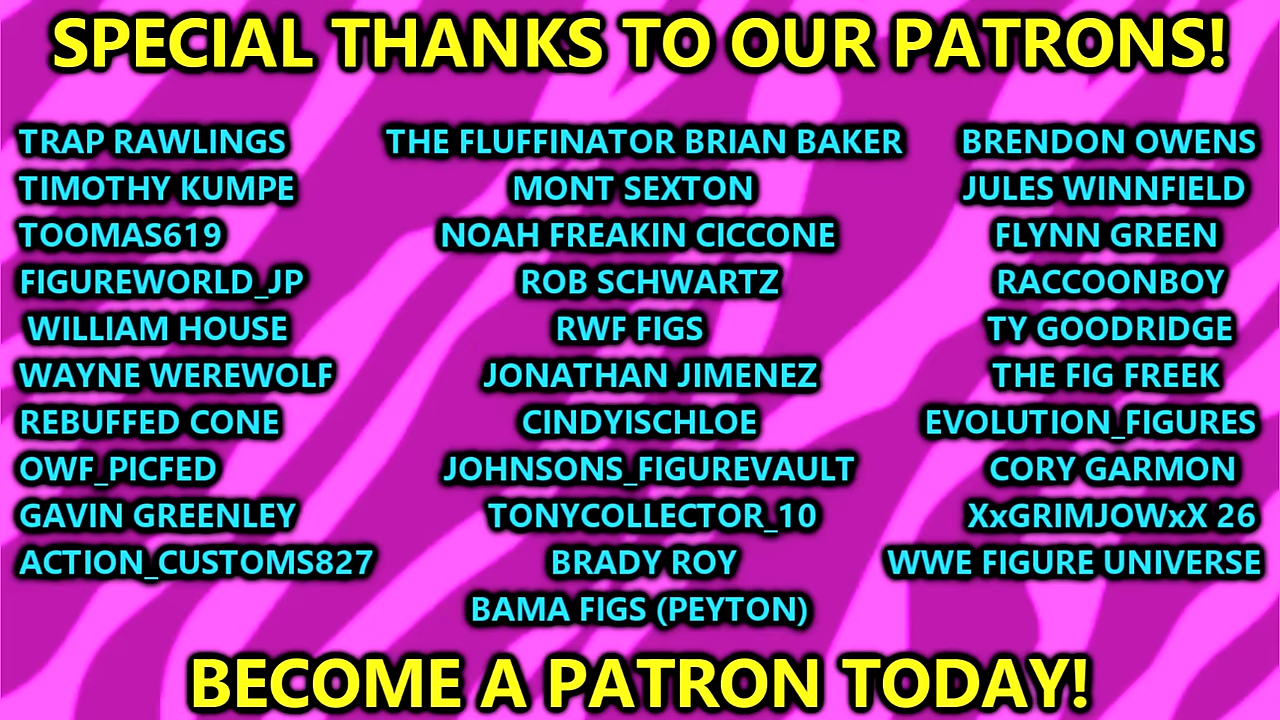 SPECIAL THANKS TO OUR PATRONS!
TRAP RAWLINGS
TIMOTHY KUMPE
TOOMAS619
FIGUREWORLD_JP
WILLIAM HOUSE
WAYNE WEREWOLF
REBUFFED CONE
OWF_PICFED
GAVIN GREENLEY
ACTION_CUSTOMS827
THE FLUFFINATOR BRIAN BAKER
MONT SEXTON
NOAH FREAKIN CICCONE
ROB SCHWARTZ
RWF FIGS
JONATHAN JIMENEZ
CINDYISCHLOE
JOHNSONS_FIGUREVAULT
TONYCOLLECTOR_10
BRADY ROY
BAMA FIGS (PEYTON)
BRENDON OWENS
JULES WINNFIELD
FLYNN GREEN
RACCOONBOY
TY GOODRIDGE
THE FIG FREEK
EVOLUTION_FIGURES
CORY GARMON
XxGRIMJOWxX 26
WWE FIGURE UNIVERSE
BECOME A PATRON TODAY!